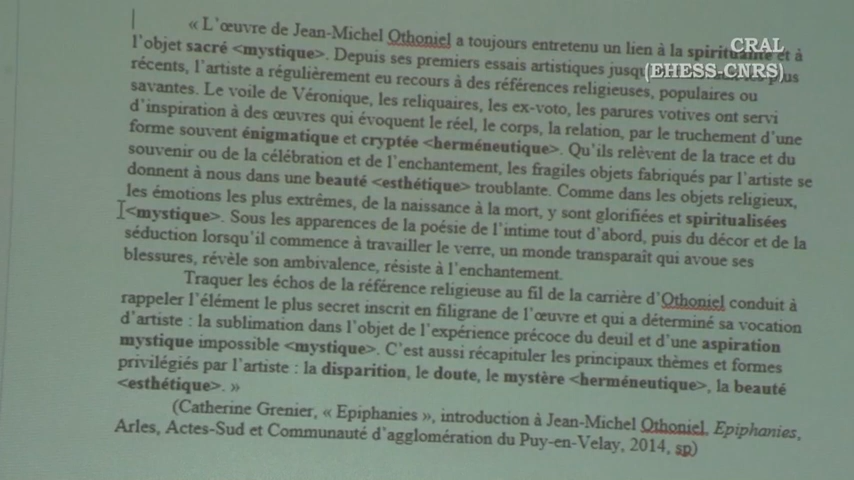 « L'œuvre de Jean-Michel Othoniel a toujours entretenu un lien à la spiritualité et à
l'objet sacré <mystique>. Depuis ses premiers essais artistiques plus
récents, l'artiste a régulièrement eu recours à des références religieuses, populaires ou
savantes. Le voile de Véronique, les reliquaires, les ex-voto, les parures votives ont servi
d'inspiration à des œuvres qui évoquent le réel, le corps, la relation, par le truchement d'une
forme souvent énigmatique et cryptée <herméneutique>. Qu'ils relèvent de la trace et du
souvenir ou de la célébration et de l'enchantement, les fragiles objets fabriqués par l'artiste se
donnent à nous dans une beauté <esthétique> troublante. Comme dans les objets religieux,
les émotions les plus extrêmes, de la naissance à la mort, y sont glorifiées et spiritualisées
<mystique>. Sous les apparences de la poésie de l'intime tout d'abord, puis du décor et de la
séduction lorsqu'il commence à travailler le verre, un monde transparaît qui avoue ses
blessures, révèle son ambivalence, résiste à l'enchantement.
Traquer les échos de la référence religieuse au fil de la carrière d'Othoniel conduit à
rappeler l'élément le plus secret inscrit en filigrane de l'œuvre et qui a déterminé sa vocation
d'artiste : la sublimation dans l'objet de l'expérience précoce du deuil et d'une aspiration
mystique impossible <mystique>. C'est aussi récapituler les principaux thèmes et formes
privilégiés par l'artiste : la disparition, le doute, le mystère <herméneutique>, la beauté
<esthétique>. »
(Catherine Grenier, « Epiphanies », introduction à Jean-Michel Othoniel, Epiphanies,
Arles, Actes-Sud et Communauté d'agglomération du Puy-en-Velay, 2014, sp)
CRAL
(EHESS-CNRS)